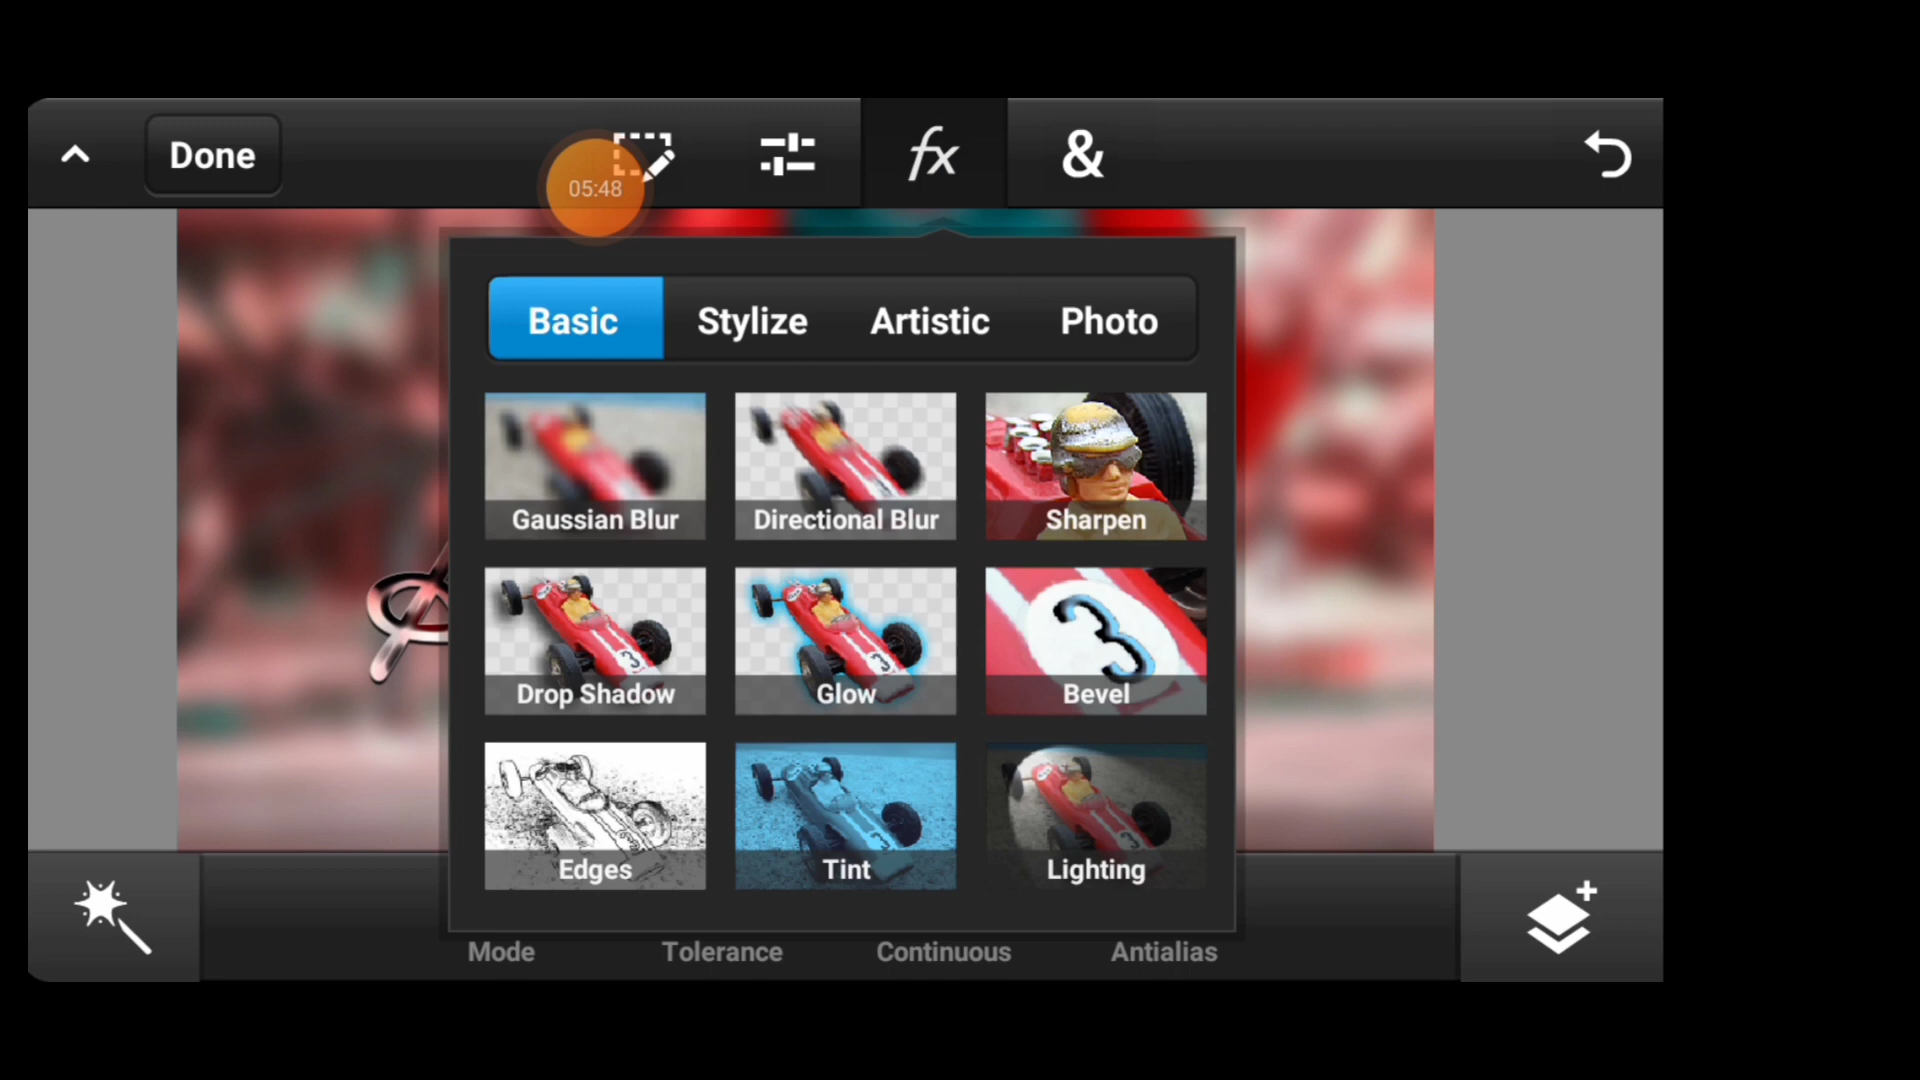 Done
05:48
fx
&
Basic Stylize Artistic Photo
Gaussian Blur Directional Blur Sharpen
Drop Shadow Glow Bevel
Edges Tint Lighting
Mode Tolerance Continuous Antialias